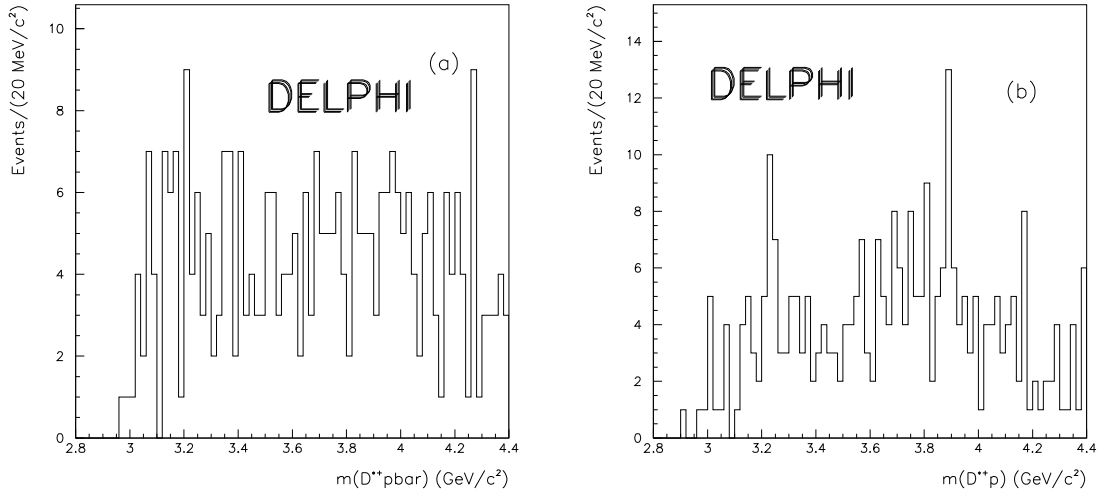 Events/(20 MeV/c²)
10
8
6
4
2
0
DELPHI
(a)
2.8 3 3.2 3.4 3.6 3.8 4 4.2 4.4
m(D*⁺pbar) (GeV/c²)
Events/(20 MeV/c²)
14
12
10
8
6
4
2
0
DELPHI
(b)
2.8 3 3.2 3.4 3.6 3.8 4 4.2 4.4
m(D*⁺p) (GeV/c²)